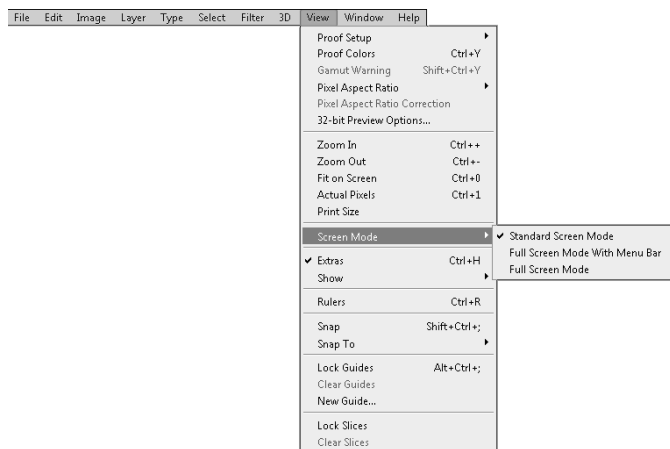 File Edit Image Layer Type Select Filter 3D View Window Help
Proof Setup
Proof Colors Ctrl+Y
Gamut Warning Shift+Ctrl+Y
Pixel Aspect Ratio
Pixel Aspect Ratio Correction
32-bit Preview Options...
Zoom In Ctrl++
Zoom Out Ctrl+-
Fit on Screen Ctrl+0
Actual Pixels Ctrl+1
Print Size
Screen Mode
Standard Screen Mode
Full Screen Mode With Menu Bar
Full Screen Mode
Extras Ctrl+H
Show
Rulers Ctrl+R
Snap Shift+Ctrl+;
Snap To
Lock Guides Alt+Ctrl+;
Clear Guides
New Guide...
Lock Slices
Clear Slices